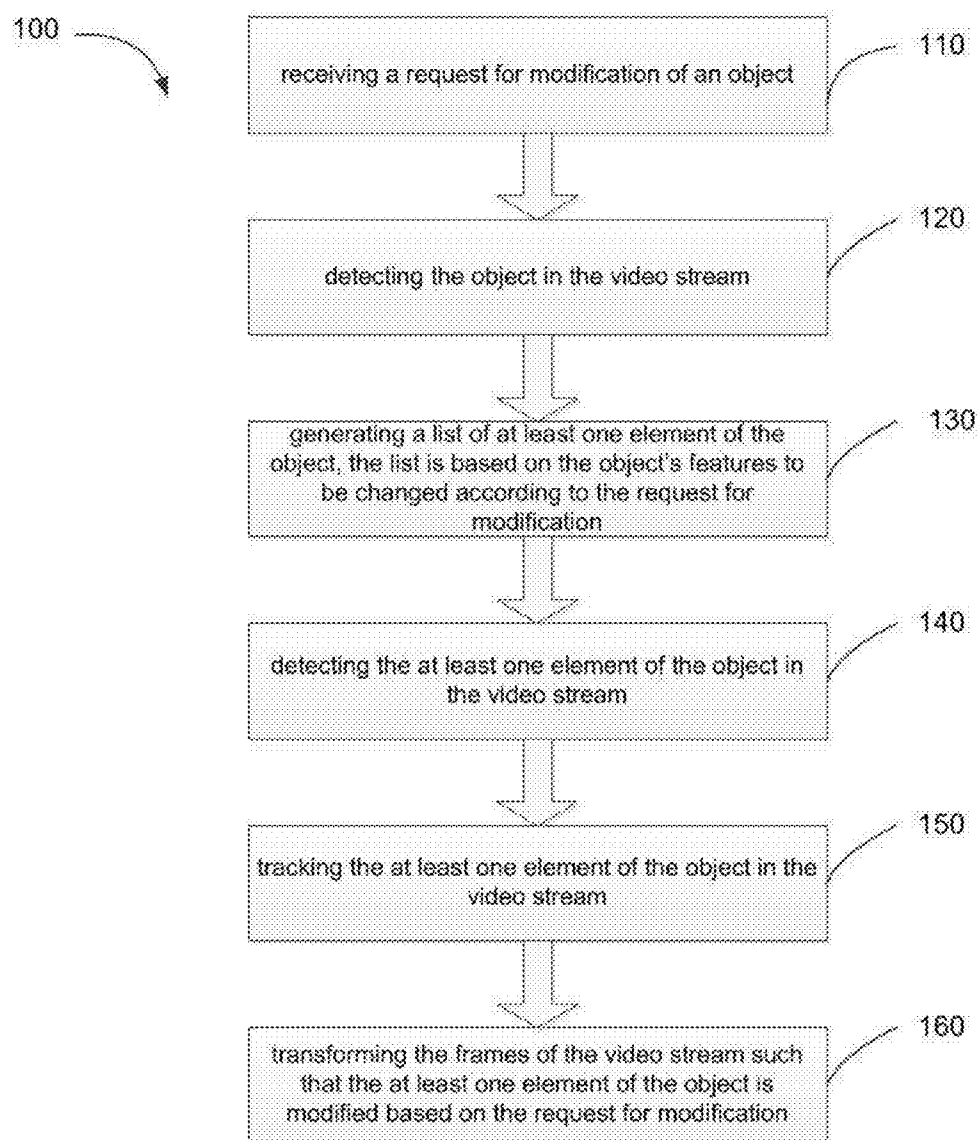 100
receiving a request for modification of an object
110
detecting the object in the video stream
120
generating a list of at least one element of the
object, the list is based on the object's features to
be changed according to the request for
modification
130
detecting the at least one element of the object in
the video stream
140
tracking the at least one element of the object in the
video stream
150
transforming the frames of the video stream such
that the at least one element of the object is
modified based on the request for modification
160